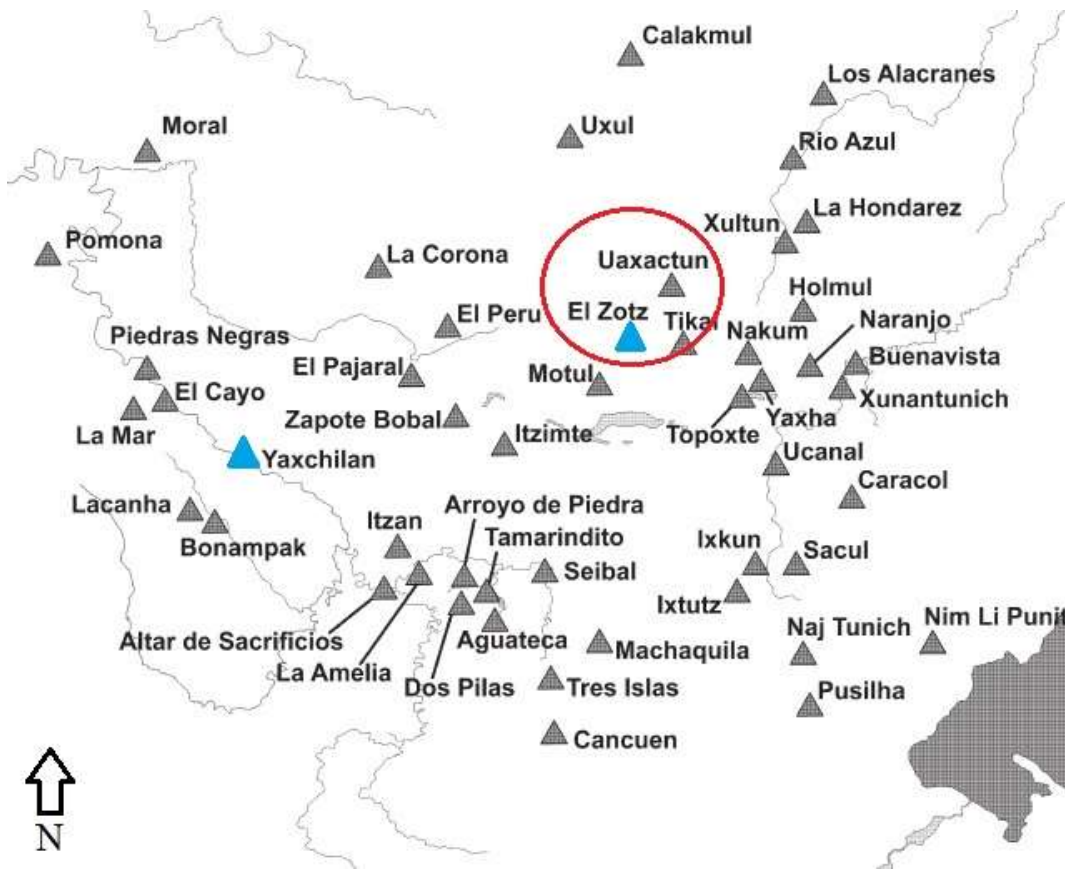 Calakmul
Los Alacranes
Moral
Uxul
Rio Azul
La Hondarez
Xultun
Pomona
La Corona
Uaxactun
Holmul
El Zotz
El Peru
Tikal
Nakum
Naranjo
Piedras Negras
Buenavista
El Pajaral
Motul
El Cayo
Xunantunich
Zapote Bobal
Yaxha
La Mar
Itzimte
Topoxte
Yaxchilan
Ucanal
Caracol
Arroyo de Piedra
Lacanha
Itzan
Tamarindito
Bonampak
Ixkun
Sacul
Seibal
Ixtutz
Nim Li Punit
Altar de Sacrificios
Aguateca
Machaquila
Naj Tunich
La Amelia
Dos Pilas
Tres Islas
Pusilha
Cancuen
N